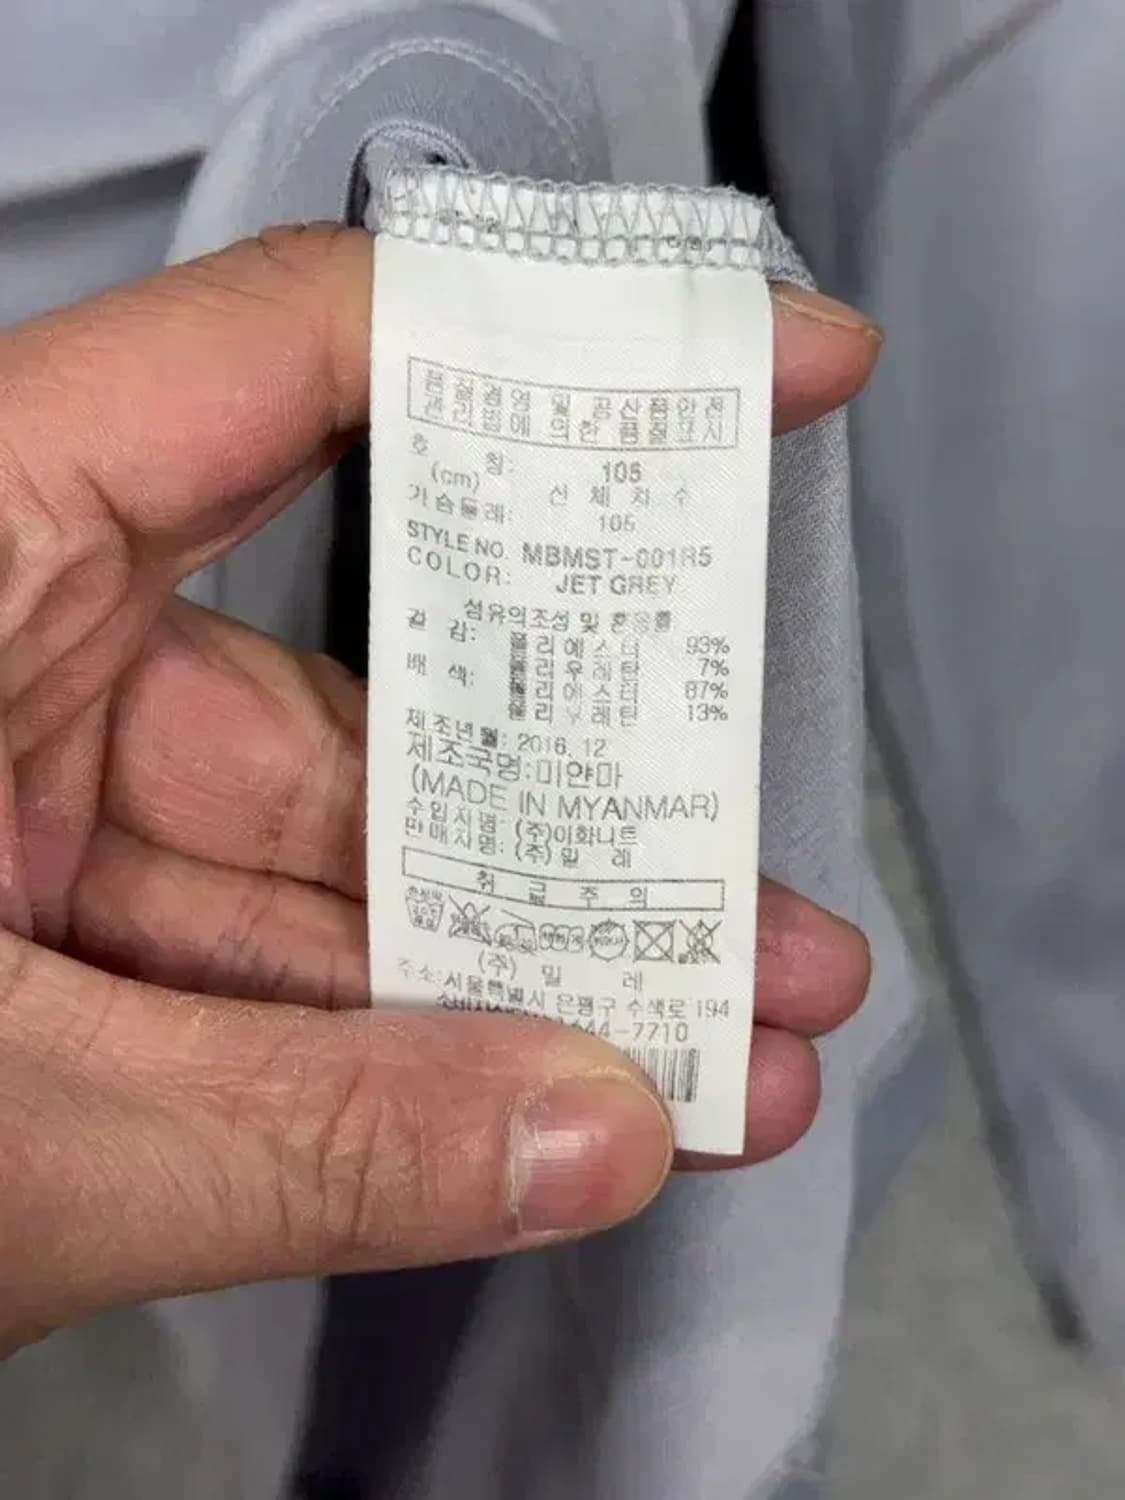 품질경영 및 공산품안전
관리법에 의한 품질표시
호 칭: 105
(cm) 신 체 치 수
가슴둘레: 105
STYLE NO. MBMST-001R5
COLOR: JET GREY
섬유의조성 및 혼용률
겉 감: 폴리에스터 93%
폴리우레탄 7%
배 색: 폴리에스터 87%
폴리우레탄 13%
제조년월: 2016. 12
제조국명:미얀마
(MADE IN MYANMAR)
수입자명: (주)이화니트
판매자명: (주) 밀 레
취 급 주 의
(주) 밀 레
주소:서울특별시 은평구 수색로 194
644-7710